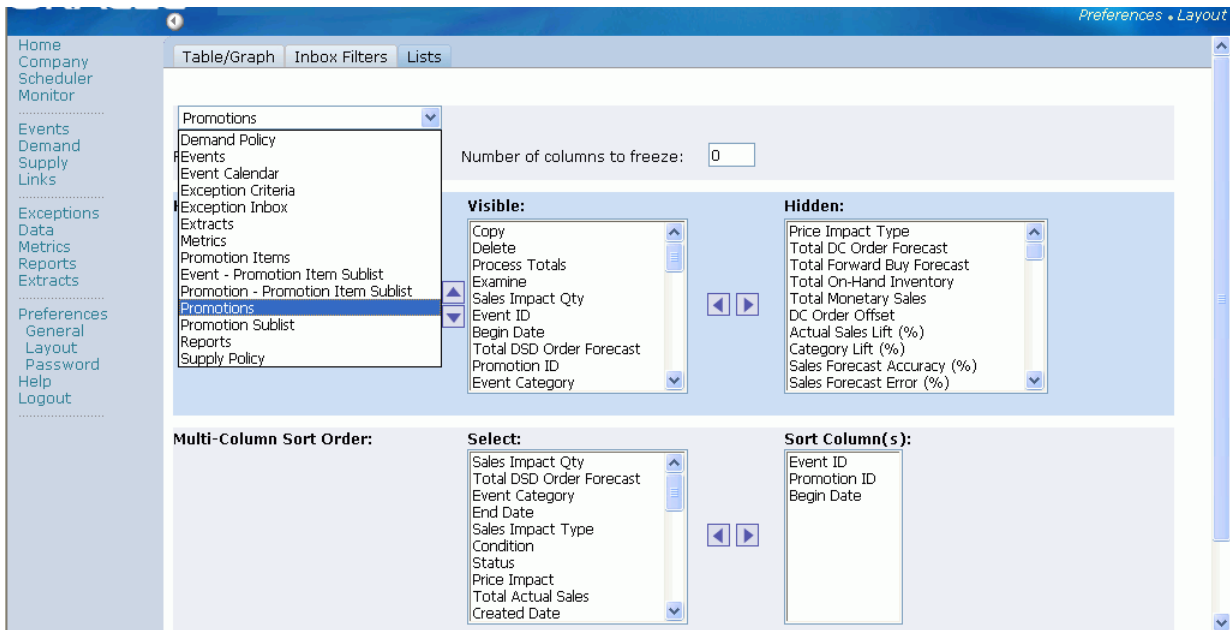 Preferences • Layout
Home
Company
Scheduler
Monitor
Events
Demand
Supply
Links
Exceptions
Data
Metrics
Reports
Extracts
Preferences
General
Layout
Password
Help
Logout
Table/Graph
Inbox Filters
Lists
Promotions
Demand Policy
Events
Event Calendar
Exception Criteria
Exception Inbox
Extracts
Metrics
Promotion Items
Event - Promotion Item Sublist
Promotion - Promotion Item Sublist
Promotions
Promotion Sublist
Reports
Supply Policy
Number of columns to freeze: 0
Visible:
Copy
Delete
Process Totals
Examine
Sales Impact Qty
Event ID
Begin Date
Total DSD Order Forecast
Promotion ID
Event Category
Hidden:
Price Impact Type
Total DC Order Forecast
Total Forward Buy Forecast
Total On-Hand Inventory
Total Monetary Sales
DC Order Offset
Actual Sales Lift (%)
Category Lift (%)
Sales Forecast Accuracy (%)
Sales Forecast Error (%)
Multi-Column Sort Order:
Select:
Sales Impact Qty
Total DSD Order Forecast
Event Category
End Date
Sales Impact Type
Condition
Status
Price Impact
Total Actual Sales
Created Date
Sort Column(s):
Event ID
Promotion ID
Begin Date